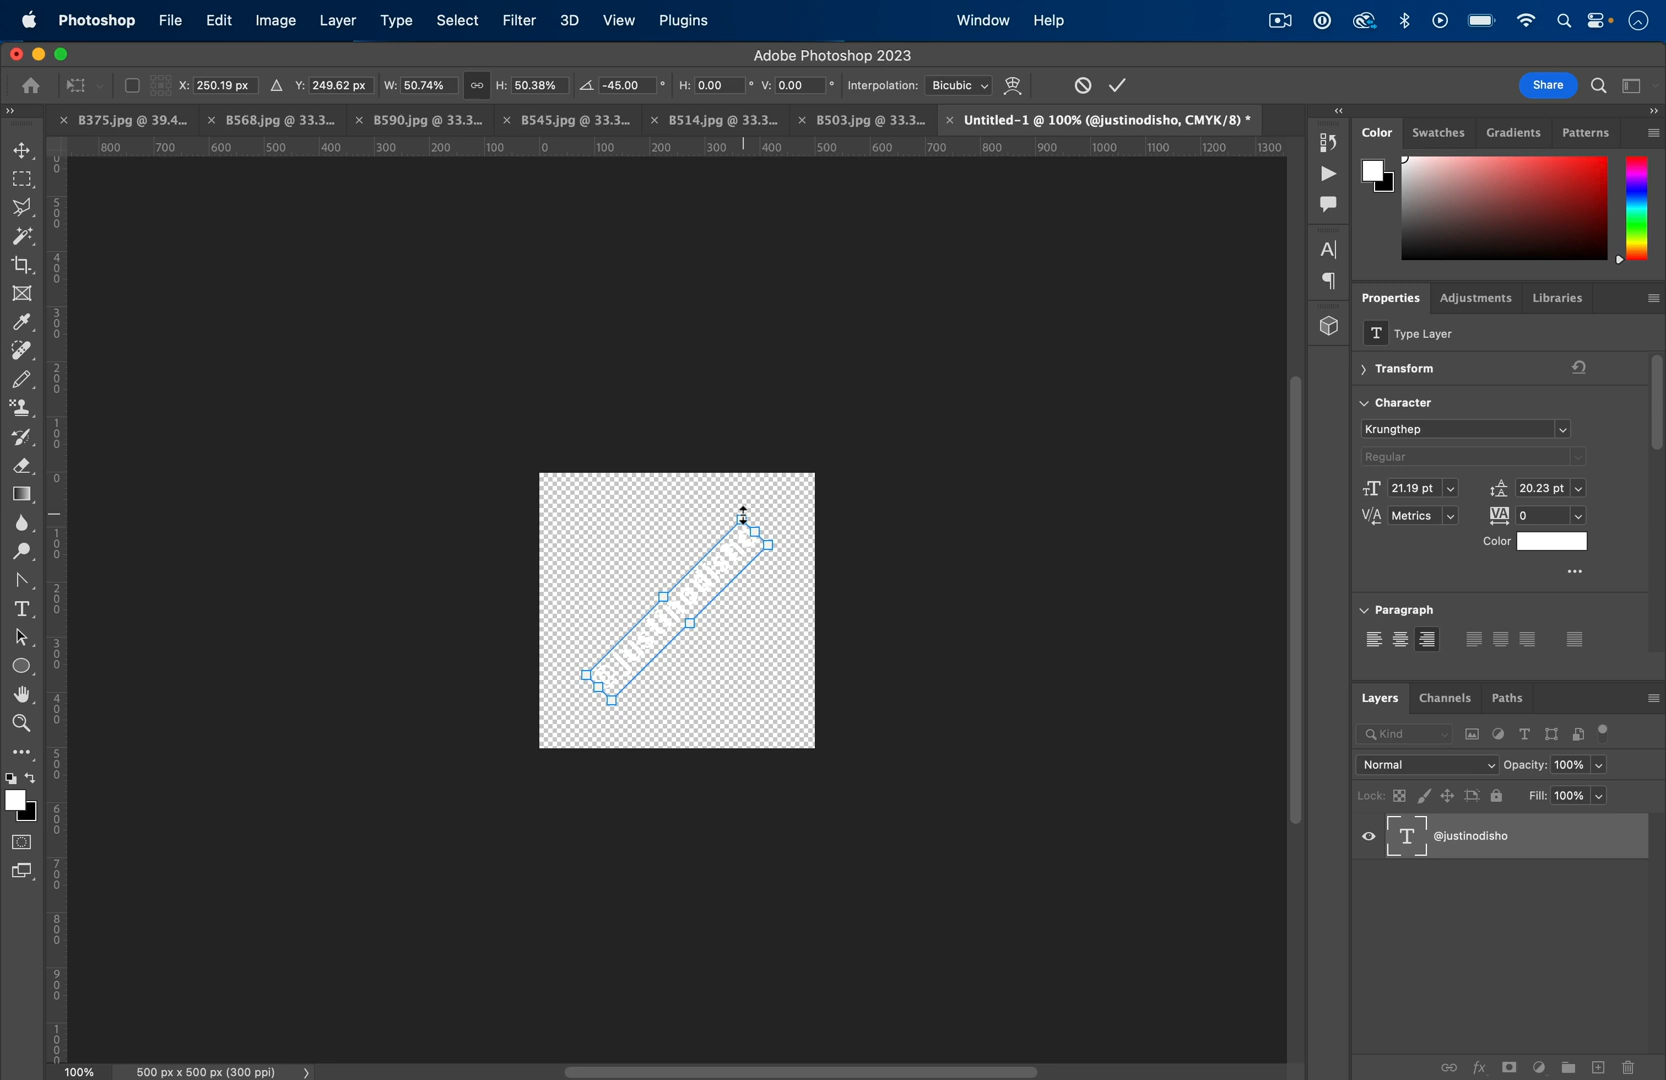 Photoshop File Edit Image Layer Type Select Filter 3D View Plugins Window Help
Adobe Photoshop 2023
X: 250.19 px Y: 249.62 px W: 50.74% H: 50.38% -45.00 ° H: 0.00 ° V: 0.00 ° Interpolation: Bicubic Share
B375.jpg @ 39.4... B568.jpg @ 33.3... B590.jpg @ 33.3... B545.jpg @ 33.3... B514.jpg @ 33.3... B503.jpg @ 33.3... Untitled-1 @ 100% (@justinodisho, CMYK/8) *
800 700 600 500 400 300 200 100 0 100 200 300 400 500 600 700 800 900 1000 1100 1200 1300
Color Swatches Gradients Patterns
Properties Adjustments Libraries
Type Layer
Transform
Character
Krungthep
Regular
21.19 pt 20.23 pt
Metrics 0
Color
Paragraph
@justinodisho
Layers Channels Paths
Kind
Normal Opacity: 100%
Lock: Fill: 100%
@justinodisho
100% 500 px x 500 px (300 ppi)